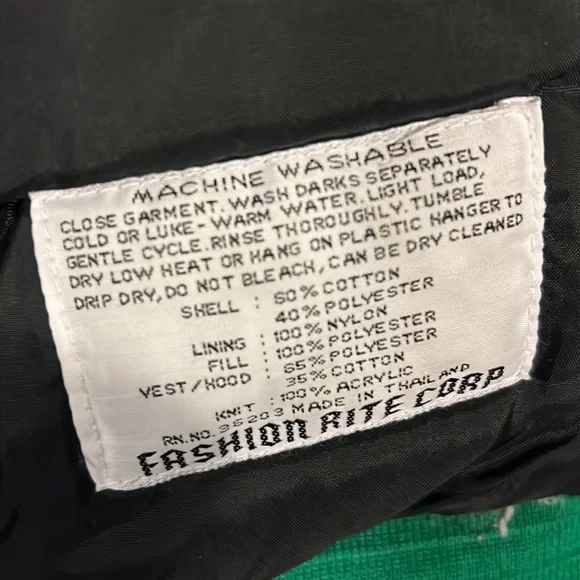 MACHINE WASHABLE
CLOSE GARMENT. WASH DARKS SEPARATELY
COLD OR LUKE-WARM WATER. LIGHT LOAD,
GENTLE CYCLE. RINSE THOROUGHLY. TUMBLE
DRY LOW HEAT OR HANG ON PLASTIC HANGER TO
DRIP DRY, DO NOT BLEACH, CAN BE DRY CLEANED
SHELL : 60% COTTON
40% POLYESTER
LINING : 100% NYLON
FILL : 100% POLYESTER
VEST/HOOD : 65% POLYESTER
35% COTTON
KNIT : 100% ACRYLIC
RN.NO. 35203 MADE IN THAILAND
FASHION RITE CORP